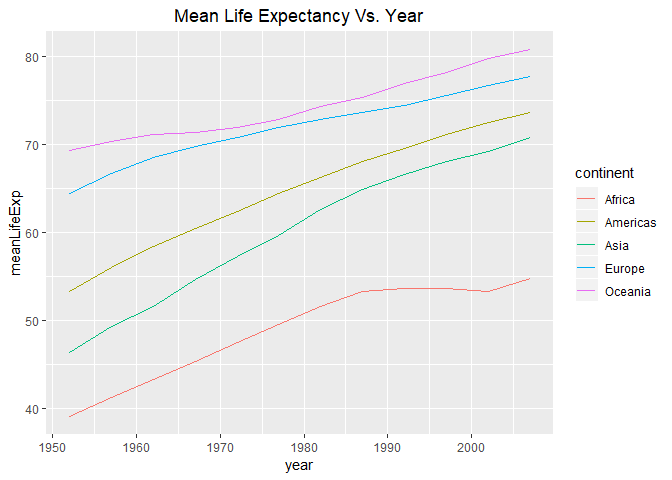 Mean Life Expectancy Vs. Year
80
70
60
50
40
meanLifeExp
1950 1960 1970 1980 1990 2000
year
continent
Africa
Americas
Asia
Europe
Oceania